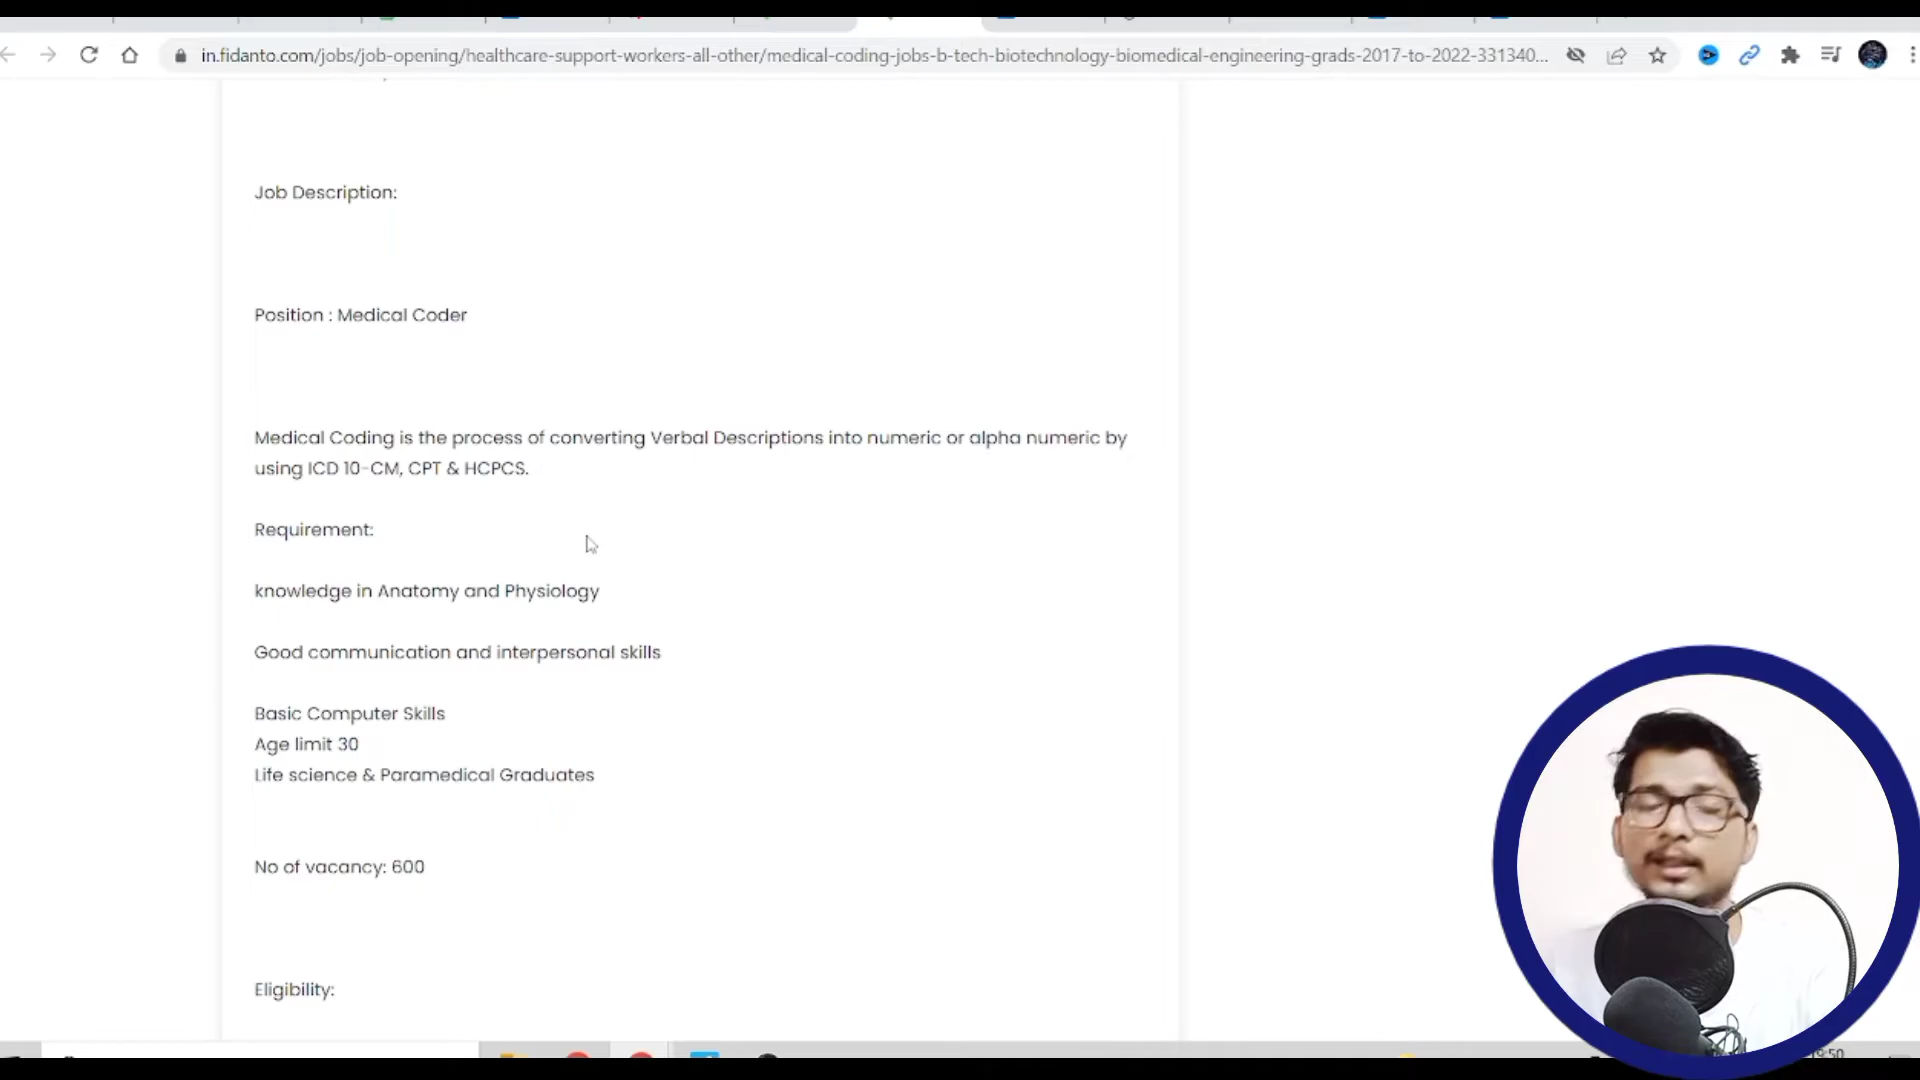 in.fidanto.com/jobs/job-opening/healthcare-support-workers-all-other/medical-coding-jobs-b-tech-biotechnology-biomedical-engineering-grads-2017-to-2022-331340...
Job Description:
Position : Medical Coder
Medical Coding is the process of converting Verbal Descriptions into numeric or alpha numeric by
using ICD 10-CM, CPT & HCPCS.
Requirement:
knowledge in Anatomy and Physiology
Good communication and interpersonal skills
Basic Computer Skills
Age limit 30
Life science & Paramedical Graduates
No of vacancy: 600
Eligibility: